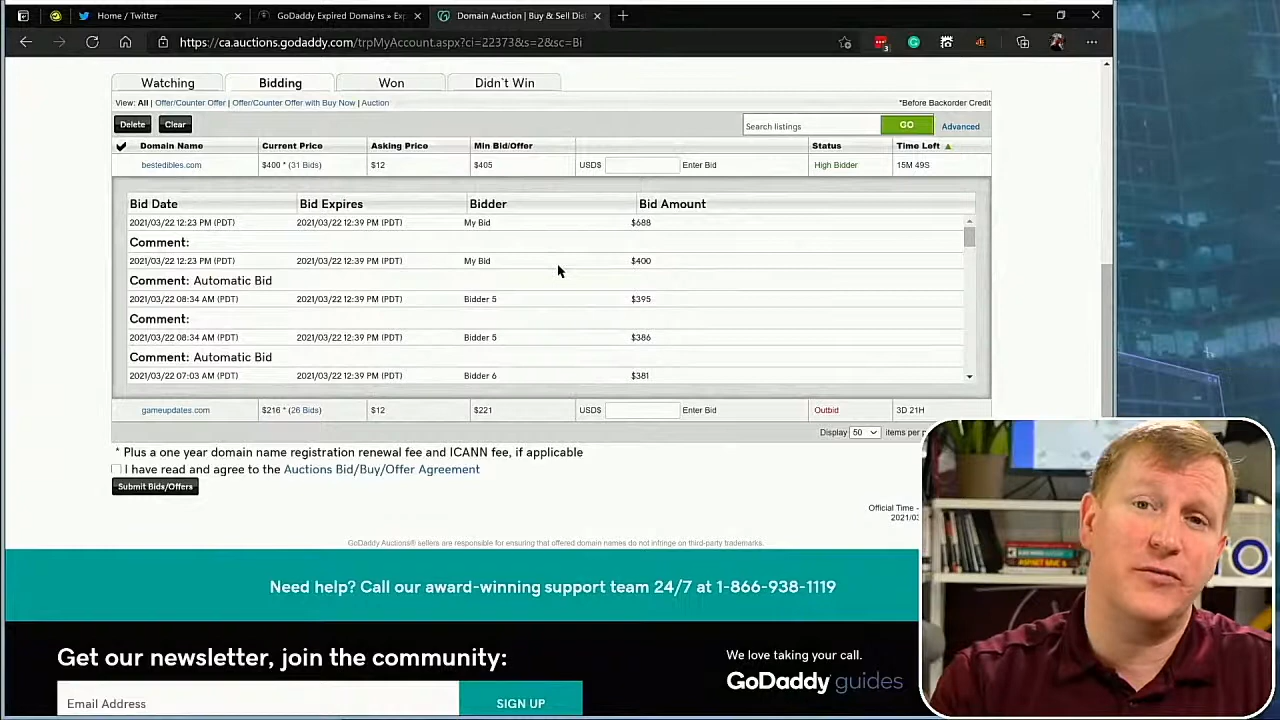 Home / Twitter
GoDaddy Expired Domains » Exp
Domain Auction | Buy & Sell Dis
https://ca.auctions.godaddy.com/trpMyAccount.aspx?ci=22373&s=2&sc=Bi
3
Watching Bidding Won Didn`t Win
View: All | Offer/Counter Offer | Offer/Counter Offer with Buy Now | Auction *Before Backorder Credit
Delete Clear Search listings GO Advanced
Domain Name Current Price Asking Price Min Bid/Offer Status Time Left
bestedibles.com $400 * (31 Bids) $12 $405 USD$ Enter Bid High Bidder 15M 49S
Bid Date Bid Expires Bidder Bid Amount
2021/03/22 12:23 PM (PDT) 2021/03/22 12:39 PM (PDT) My Bid $688
Comment:
2021/03/22 12:23 PM (PDT) 2021/03/22 12:39 PM (PDT) My Bid $400
Comment: Automatic Bid
2021/03/22 08:34 AM (PDT) 2021/03/22 12:39 PM (PDT) Bidder 5 $395
Comment:
2021/03/22 08:34 AM (PDT) 2021/03/22 12:39 PM (PDT) Bidder 5 $386
Comment: Automatic Bid
2021/03/22 07:03 AM (PDT) 2021/03/22 12:39 PM (PDT) Bidder 6 $381
gameupdates.com $216 * (26 Bids) $12 $221 USD$ Enter Bid Outbid 3D 21H
Display 50 items per
* Plus a one year domain name registration renewal fee and ICANN fee, if applicable
I have read and agree to the Auctions Bid/Buy/Offer Agreement
Submit Bids/Offers
Official Time -
2021/03
GoDaddy Auctions® sellers are responsible for ensuring that offered domain names do not infringe on third-party trademarks.
Need help? Call our award-winning support team 24/7 at 1-866-938-1119
Get our newsletter, join the community:
We love taking your call.
GoDaddy guides
Email Address SIGN UP